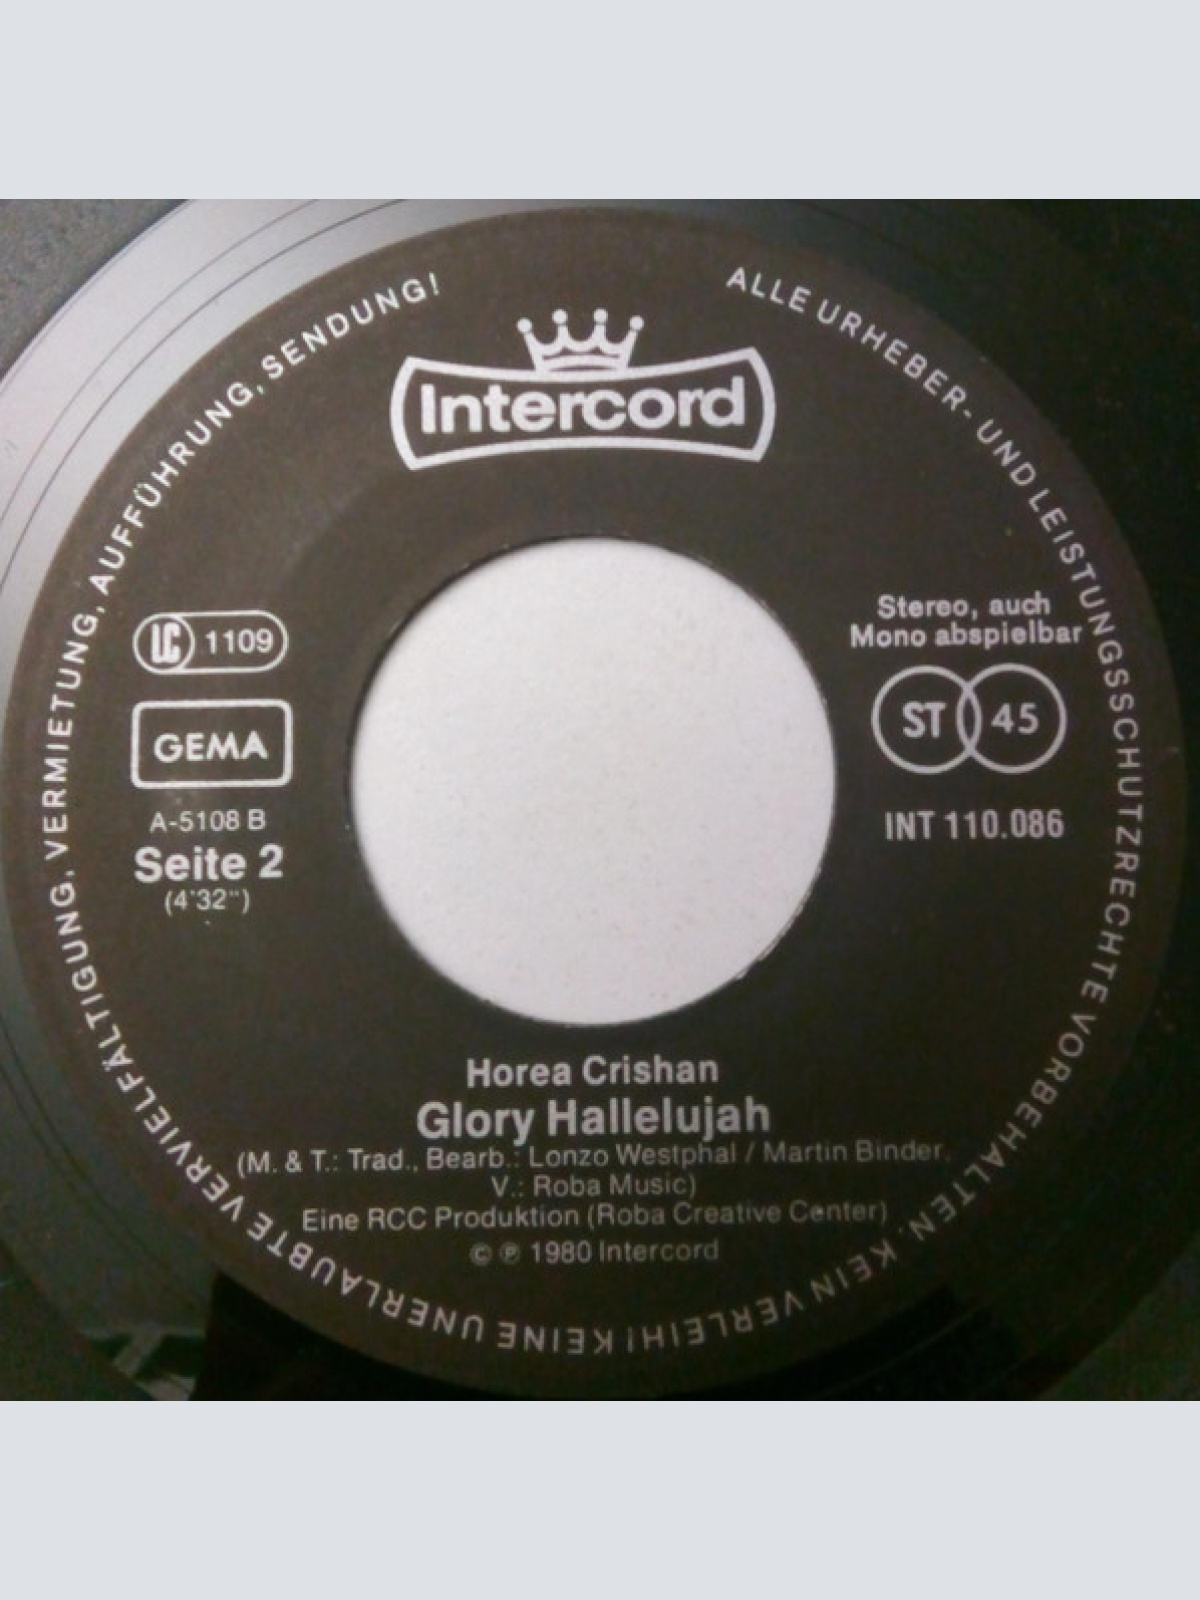 Intercord
ALLE URHEBER- UND LEISTUNGSSCHUTZRECHTE VORBEHALTEN. KEIN VERLEIH! KEINE UNERLAUBTE VERVIELFÄLTIGUNG, VERMIETUNG, AUFFÜHRUNG, SENDUNG!
LC 1109
GEMA
A-5108 B
Seite 2
(4'32'')
Stereo, auch
Mono abspielbar
ST 45
INT 110.086
Horea Crishan
Glory Hallelujah
(M. & T.: Trad., Bearb.: Lonzo Westphal / Martin Binder,
V.: Roba Music)
Eine RCC Produktion (Roba Creative Center)
© ℗ 1980 Intercord